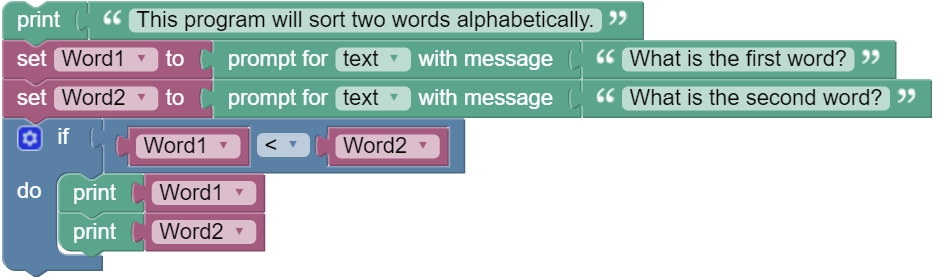 print “ This program will sort two words alphabetically. ”
set Word1 ▾ to prompt for text ▾ with message “ What is the first word? ”
set Word2 ▾ to prompt for text ▾ with message “ What is the second word? ”
if Word1 ▾ < ▾ Word2 ▾
do print Word1 ▾
print Word2 ▾